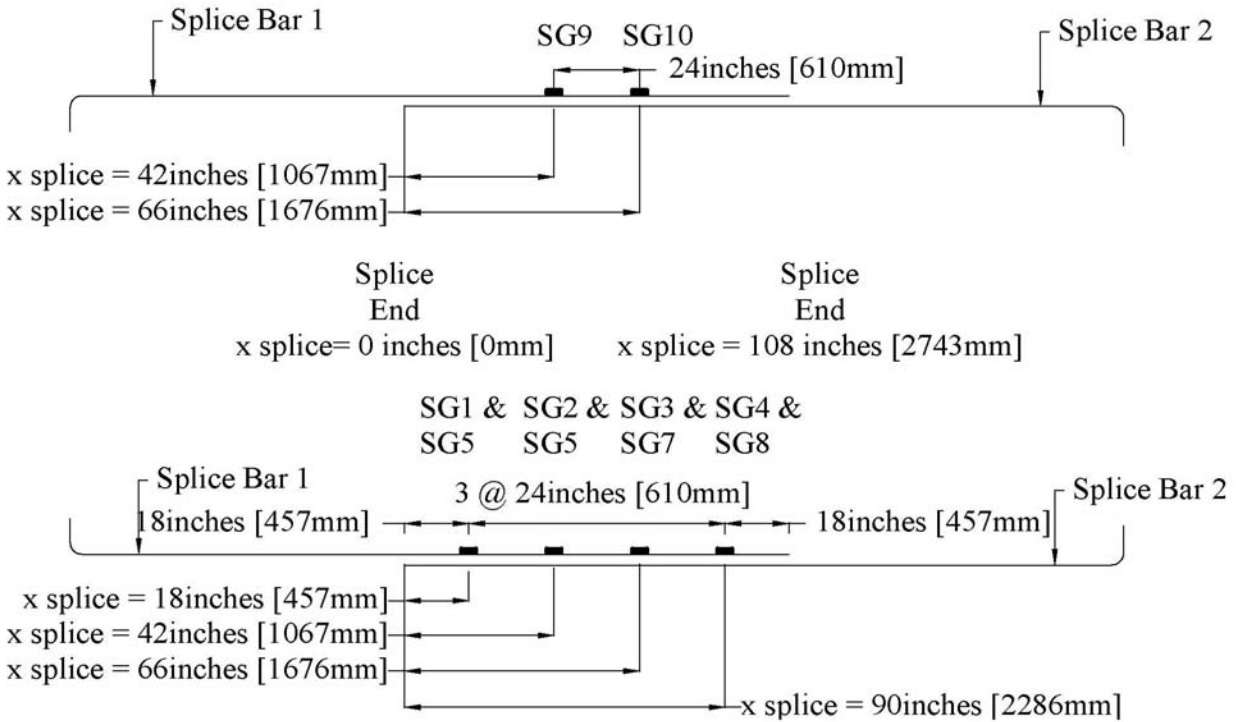 Splice Bar 1
SG9 SG10
Splice Bar 2
24inches [610mm]
x splice = 42inches [1067mm]
x splice = 66inches [1676mm]
Splice
End
x splice= 0 inches [0mm]
Splice
End
x splice = 108 inches [2743mm]
SG1 & SG2 & SG3 & SG4 &
SG5 SG5 SG7 SG8
Splice Bar 1
3 @ 24inches [610mm]
Splice Bar 2
18inches [457mm]
18inches [457mm]
x splice = 18inches [457mm]
x splice = 42inches [1067mm]
x splice = 66inches [1676mm]
x splice = 90inches [2286mm]